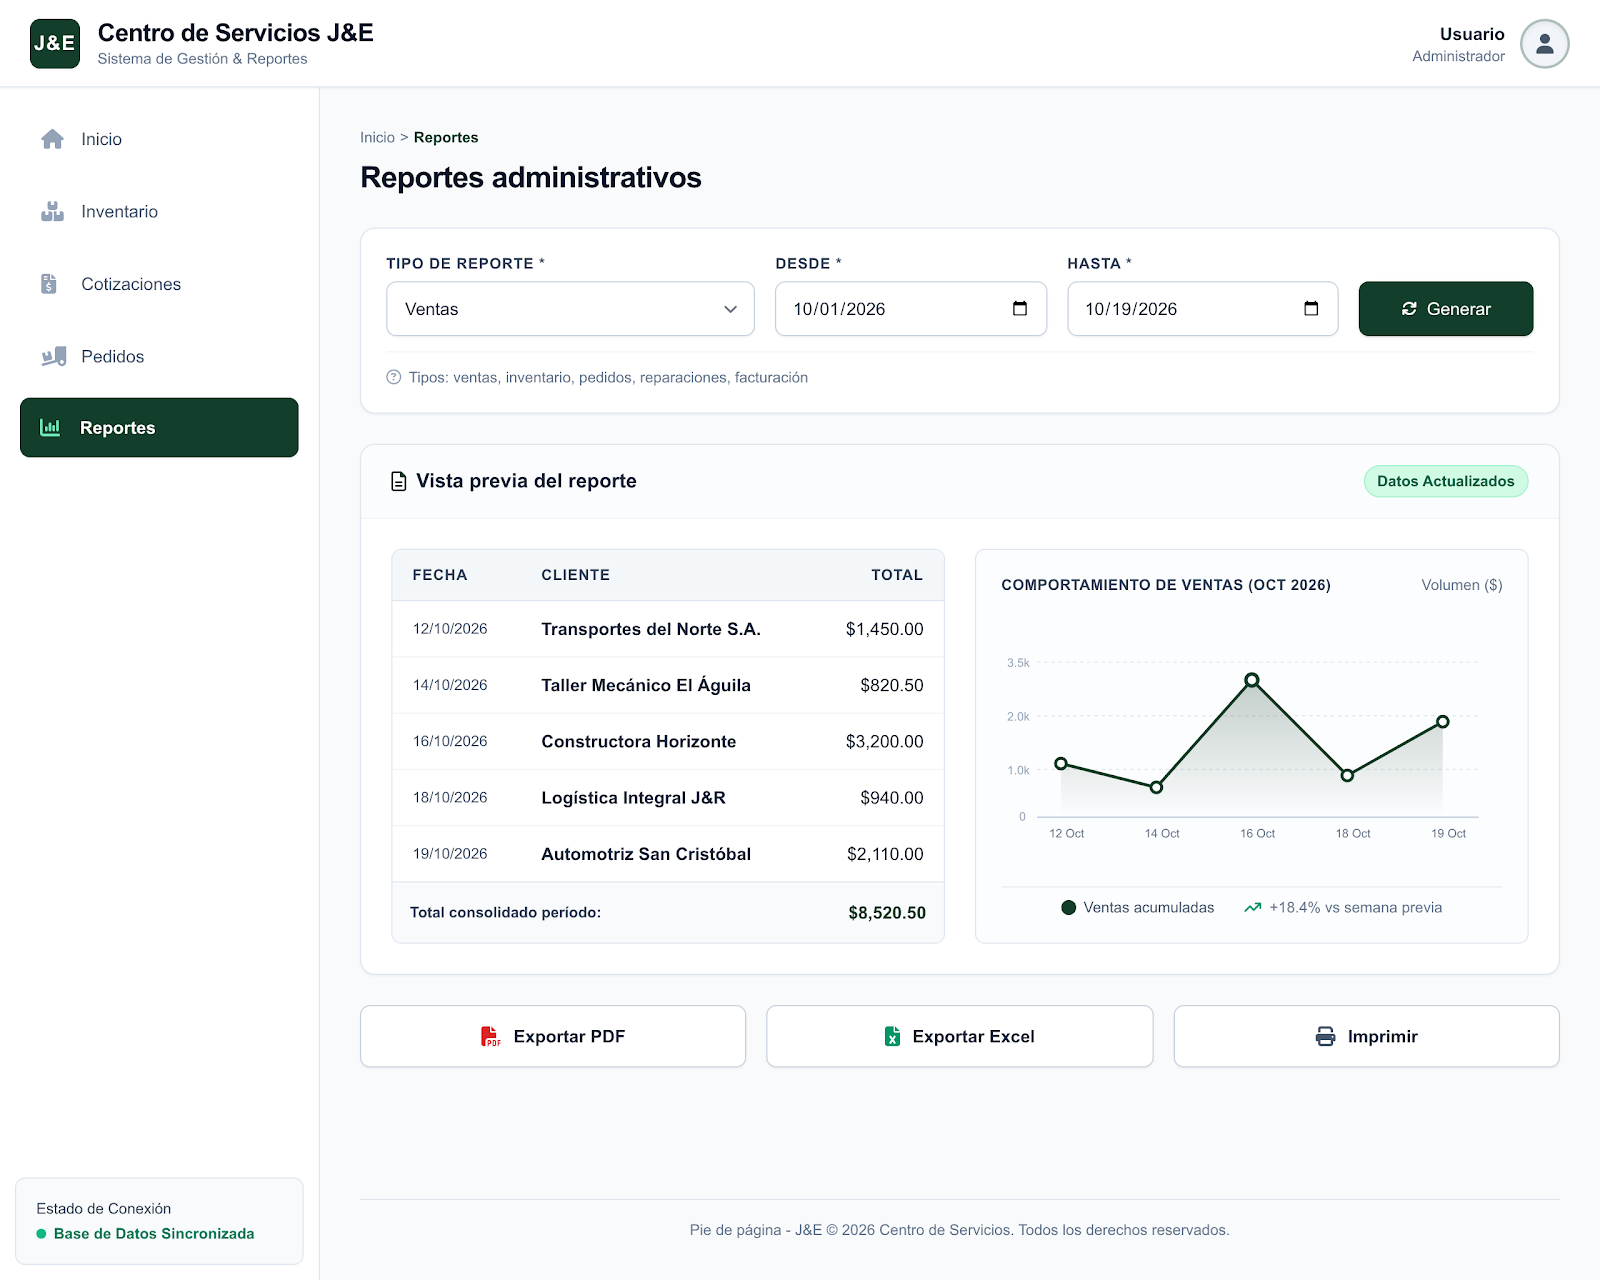 J&E
Centro de Servicios J&E
Sistema de Gestión & Reportes
Usuario
Administrador
Inicio
Inventario
Cotizaciones
Pedidos
Reportes
Estado de Conexión
Base de Datos Sincronizada
Inicio > Reportes
Reportes administrativos
TIPO DE REPORTE *
DESDE *
HASTA *
Ventas
10/01/2026
10/19/2026
Generar
Tipos: ventas, inventario, pedidos, reparaciones, facturación
Vista previa del reporte
Datos Actualizados
FECHA CLIENTE TOTAL
12/10/2026 Transportes del Norte S.A. $1,450.00
14/10/2026 Taller Mecánico El Águila $820.50
16/10/2026 Constructora Horizonte $3,200.00
18/10/2026 Logística Integral J&R $940.00
19/10/2026 Automotriz San Cristóbal $2,110.00
Total consolidado período: $8,520.50
COMPORTAMIENTO DE VENTAS (OCT 2026)
Volumen ($)
3.5k
2.0k
1.0k
0
12 Oct 14 Oct 16 Oct 18 Oct 19 Oct
Ventas acumuladas
+18.4% vs semana previa
PDF
Exportar PDF
Exportar Excel
Imprimir
Pie de página - J&E © 2026 Centro de Servicios. Todos los derechos reservados.